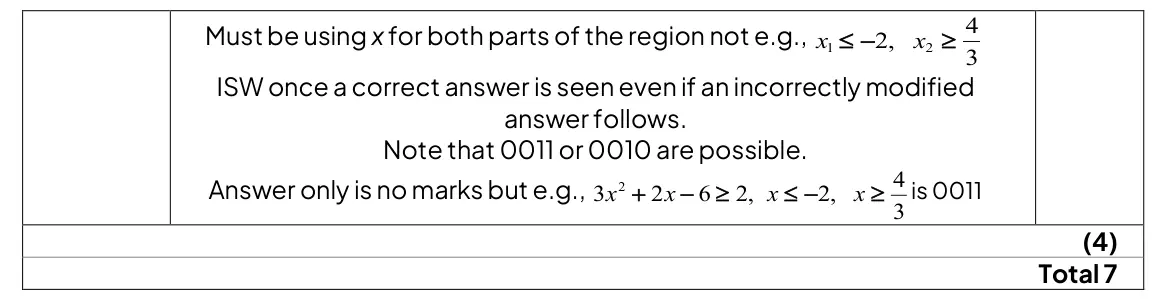 Must be using x for both parts of the region not e.g., x₁ ≤ −2, x₂ ≥ 4/3
ISW once a correct answer is seen even if an incorrectly modified
answer follows.
Note that 0011 or 0010 are possible.
Answer only is no marks but e.g., 3x² + 2x − 6 ≥ 2, x ≤ −2, x ≥ 4/3 is 0011
(4)
Total 7